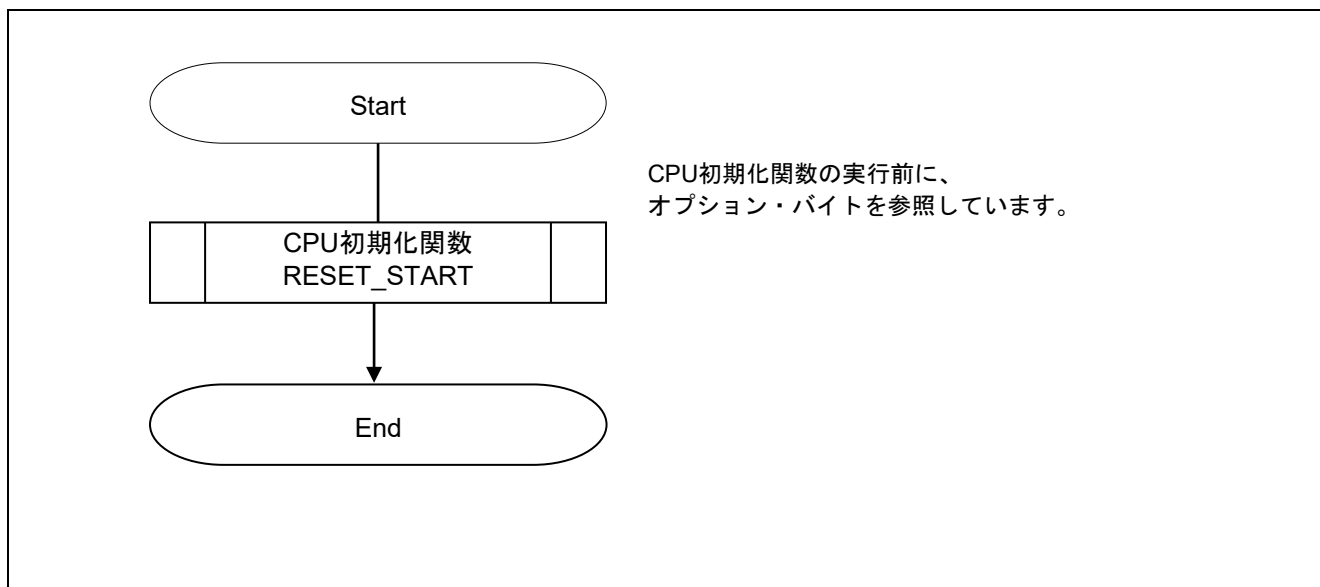 Start
CPU初期化関数の実行前に、
オプション・バイトを参照しています。
CPU初期化関数
RESET_START
End